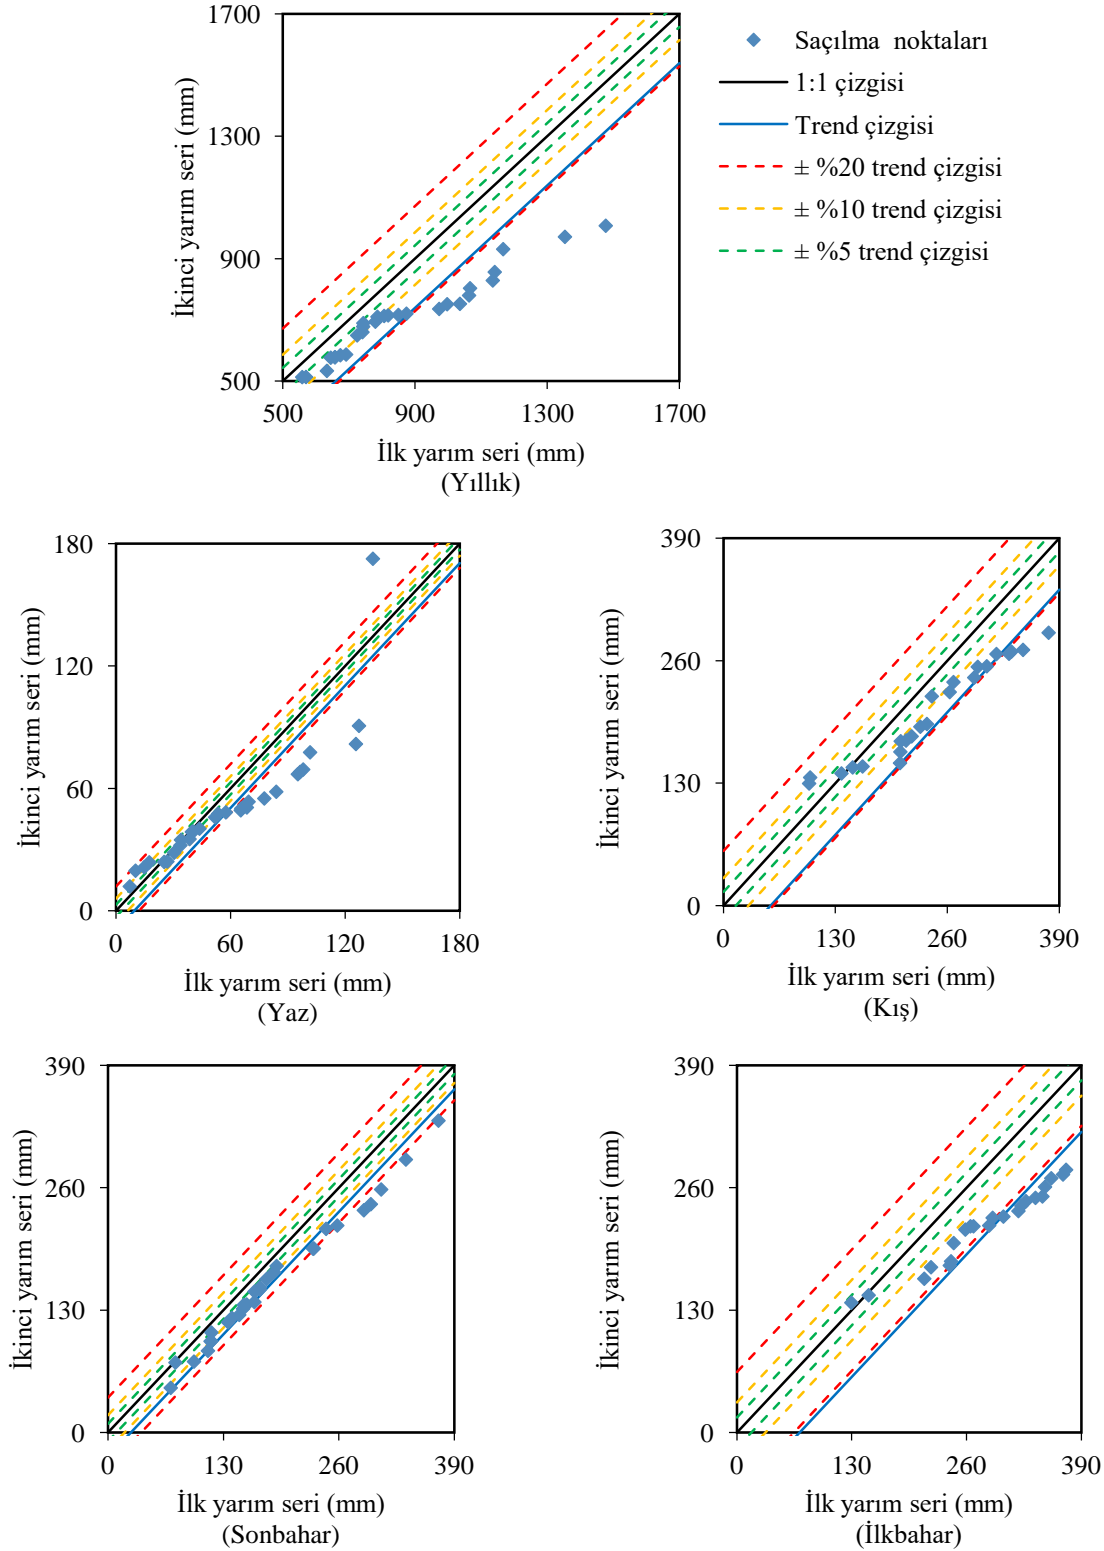 1700
1300
900
500
İkinci yarım seri (mm)
500 900 1300 1700
İlk yarım seri (mm)
(Yıllık)
Saçılma noktaları
1:1 çizgisi
Trend çizgisi
± %20 trend çizgisi
± %10 trend çizgisi
± %5 trend çizgisi
180
120
60
0
İkinci yarım seri (mm)
0 60 120 180
İlk yarım seri (mm)
(Yaz)
390
260
130
0
İkinci yarım seri (mm)
0 130 260 390
İlk yarım seri (mm)
(Kış)
390
260
130
0
İkinci yarım seri (mm)
0 130 260 390
İlk yarım seri (mm)
(Sonbahar)
390
260
130
0
İkinci yarım seri (mm)
0 130 260 390
İlk yarım seri (mm)
(İlkbahar)